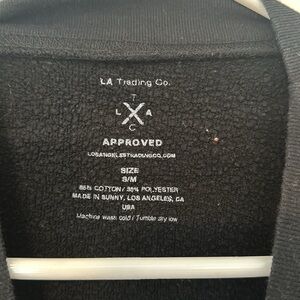 LA Trading Co.
T
L X A
C
APPROVED
LOSANGELESTRADINGCO.COM
SIZE
S/M
65% COTTON / 35% POLYESTER
MADE IN SUNNY, LOS ANGELES, CA
USA
Machine wash cold / Tumble dry low